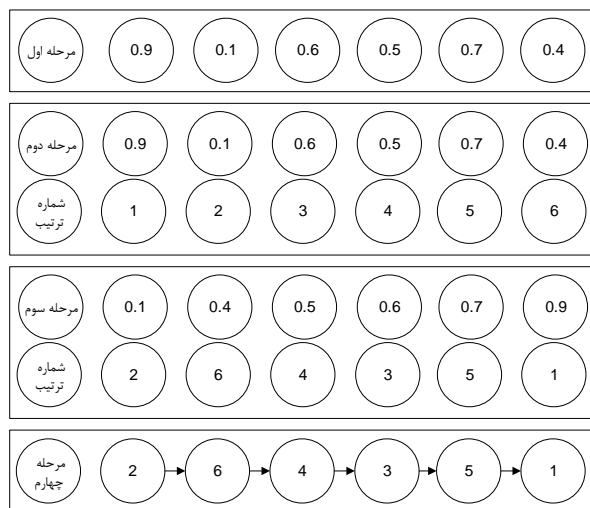 مرحله اول 0.9 0.1 0.6 0.5 0.7 0.4
مرحله دوم 0.9 0.1 0.6 0.5 0.7 0.4
شماره
ترتیب 1 2 3 4 5 6
مرحله سوم 0.1 0.4 0.5 0.6 0.7 0.9
شماره
ترتیب 2 6 4 3 5 1
مرحله
چهارم 2 6 4 3 5 1